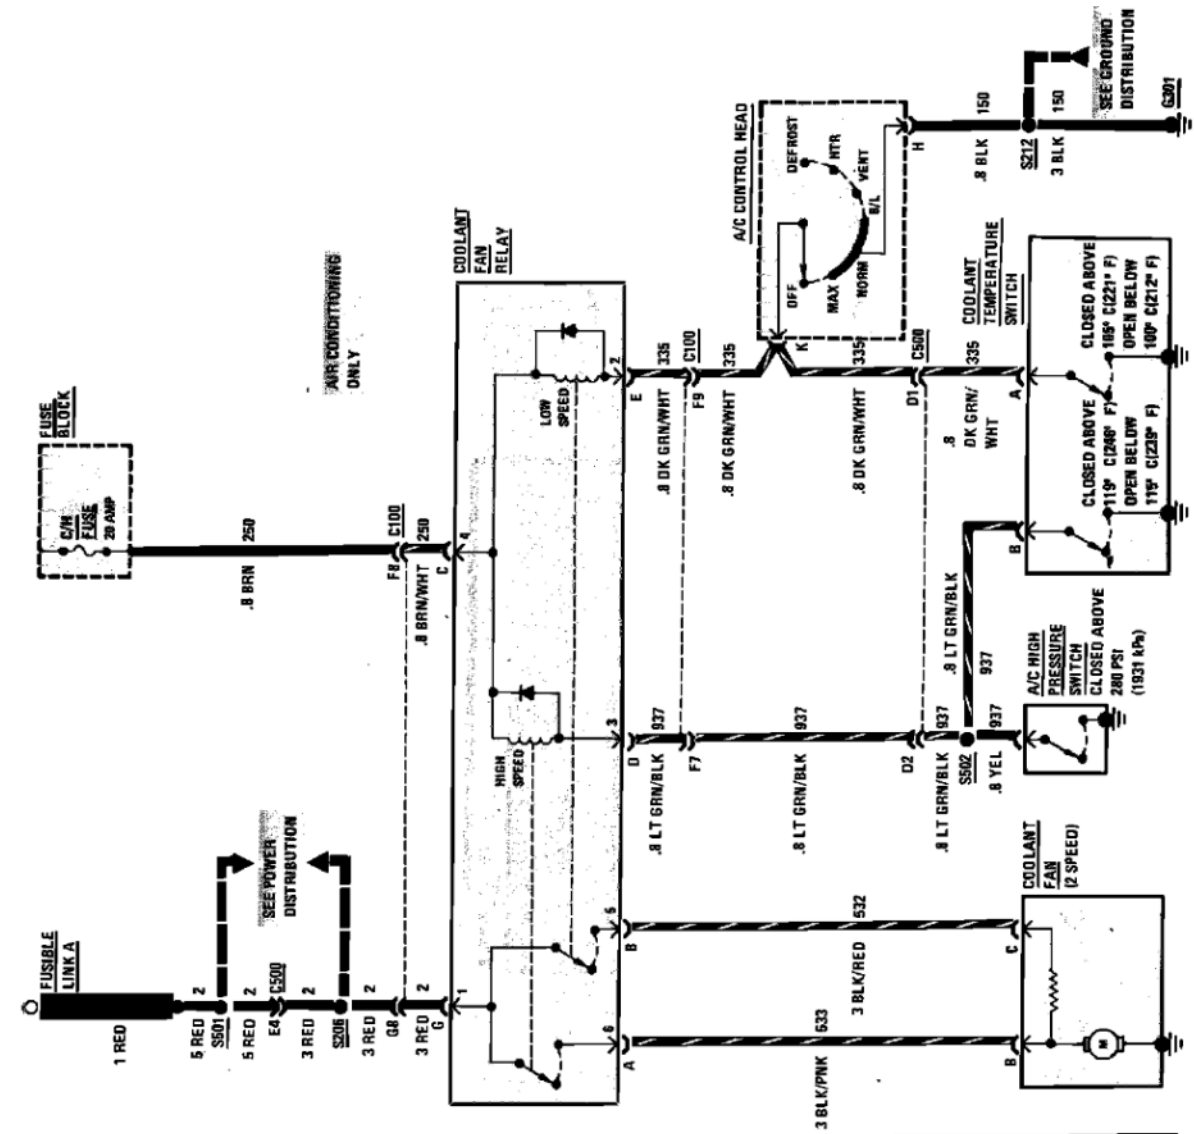 FUSIBLE
LINK A
1 RED
5 RED
2
S501
5 RED
2
E4
C500
3 RED
2
S206
3 RED
2
G8
3 RED
2
G
SEE POWER
DISTRIBUTION
FUSE
BLOCK
C/H
FUSE
20 AMP
.8 BRN
250
F8
C100
.8 BRN/WHT
250
C
AIR CONDITIONING
ONLY
COOLANT
FAN
RELAY
1
4
HIGH
SPEED
LOW
SPEED
6
5
3
2
A
B
D
E
3 BLK/PNK
533
3 BLK/RED
532
.8 LT GRN/BLK
937
F7
.8 LT GRN/BLK
937
D2
.8 LT GRN/BLK
937
S502
.8 YEL
937
.8 LT GRN/BLK
937
.8 DK GRN/WHT
335
F9
C100
.8 DK GRN/WHT
335
K
.8 DK GRN/WHT
335
D1
C500
.8
DK GRN/
WHT
335
A/C CONTROL HEAD
OFF
MAX
NORM
B/L
VENT
HTR
DEFROST
H
.8 BLK
150
S212
3 BLK
150
SEE GROUND
DISTRIBUTION
G301
B
C
COOLANT
FAN
(2 SPEED)
M
A/C HIGH
PRESSURE
SWITCH
CLOSED ABOVE
280 PSI
(1931 kPa)
COOLANT
TEMPERATURE
SWITCH
B
A
CLOSED ABOVE
119° C(246° F)
OPEN BELOW
115° C(239° F)
CLOSED ABOVE
105° C(221° F)
OPEN BELOW
100° C(212° F)